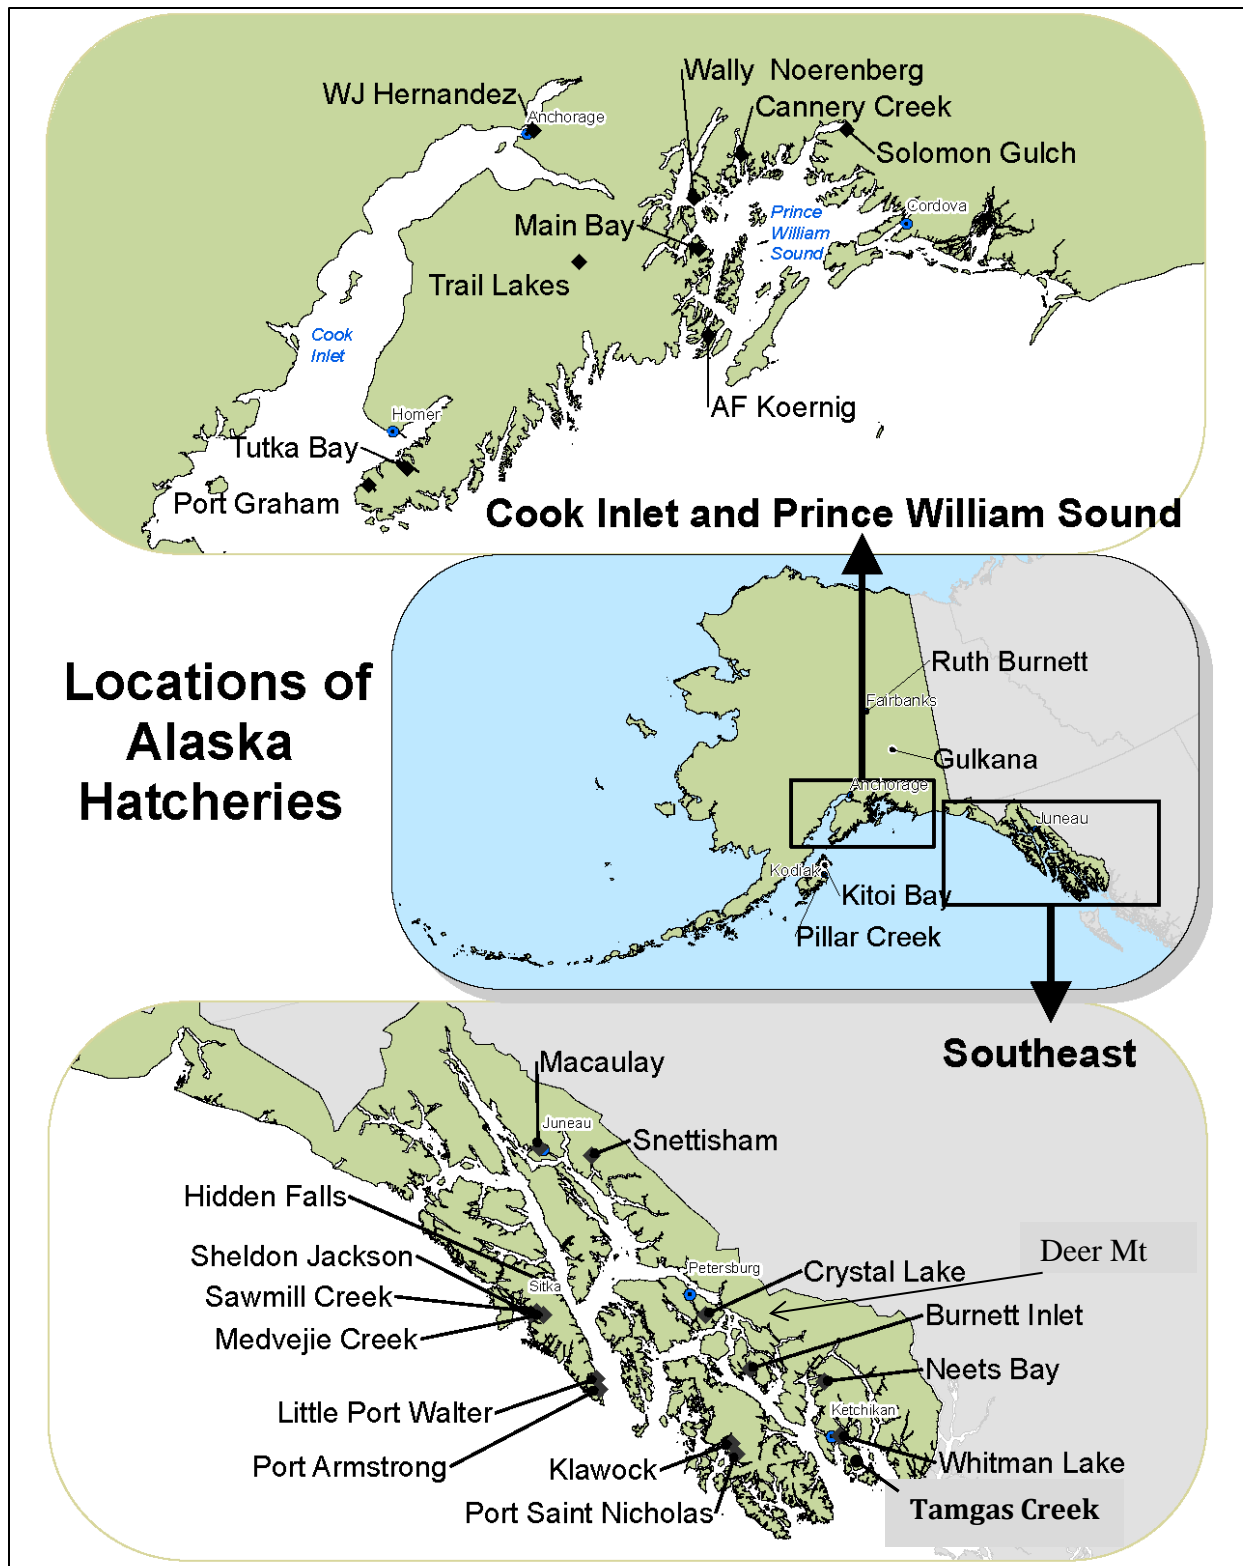 WJ Hernandez
Anchorage
Wally Noerenberg
Cannery Creek
Solomon Gulch
Main Bay
Prince
William
Sound
Cordova
Trail Lakes
Cook
Inlet
AF Koernig
Homer
Tutka Bay
Port Graham
Cook Inlet and Prince William Sound
Locations of
Alaska
Hatcheries
Ruth Burnett
Fairbanks
Gulkana
Anchorage
Juneau
Kodiak
Kitoi Bay
Pillar Creek
Southeast
Macaulay
Juneau
Snettisham
Hidden Falls
Sheldon Jackson
Sitka
Sawmill Creek
Medvejie Creek
Petersburg
Crystal Lake
Deer Mt
Burnett Inlet
Neets Bay
Little Port Walter
Port Armstrong
Ketchikan
Klawock
Whitman Lake
Port Saint Nicholas
Tamgas Creek